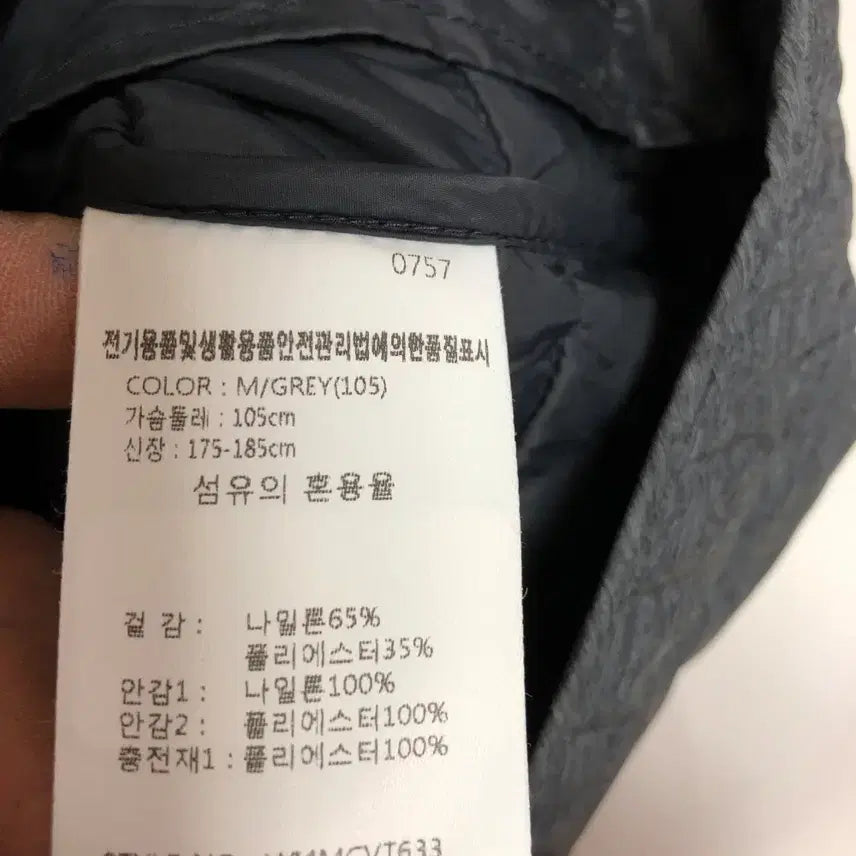 0757
전기용품및생활용품안전관리법에의한품질표시
COLOR : M/GREY(105)
가슴둘레 : 105cm
신장 : 175-185cm
섬유의 혼용율
겉 감 : 나일론65%
폴리에스터35%
안감1 : 나일론100%
안감2 : 폴리에스터100%
충전재1 : 폴리에스터100%